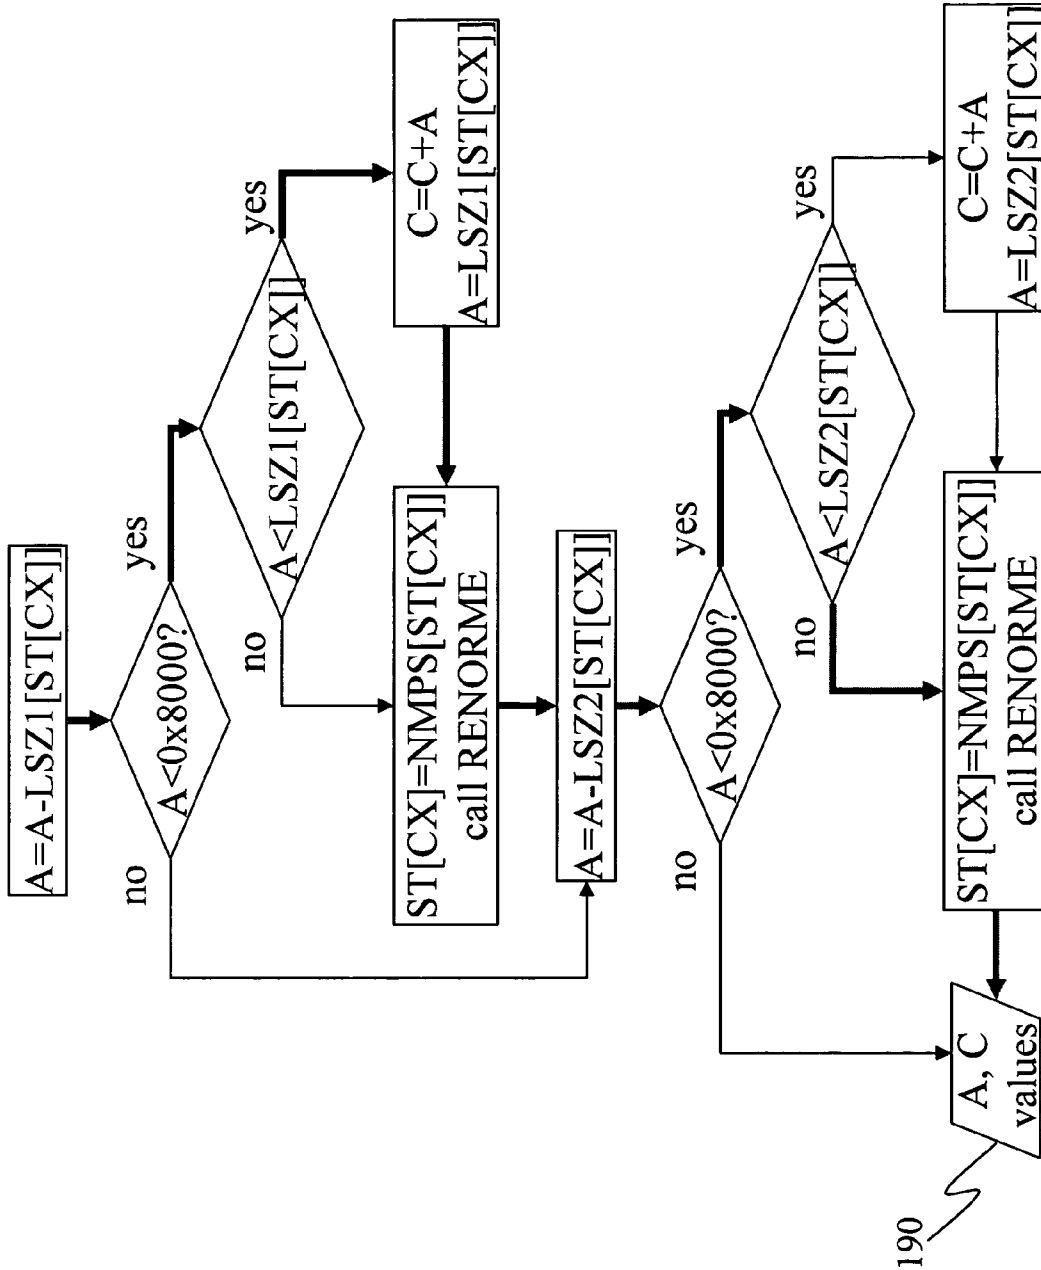 A=A-LSZ1[ST[CX]]
A<0x8000?
yes
no
A<LSZ1[ST[CX]]
yes
no
C=C+A
A=LSZ1[ST[CX]]
ST[CX]=NMPS[ST[CX]]
call RENORME
A=A-LSZ2[ST[CX]]
A<0x8000?
yes
no
A<LSZ2[ST[CX]]
yes
no
C=C+A
A=LSZ2[ST[CX]]
ST[CX]=NMPS[ST[CX]]
call RENORME
A, C
values
190